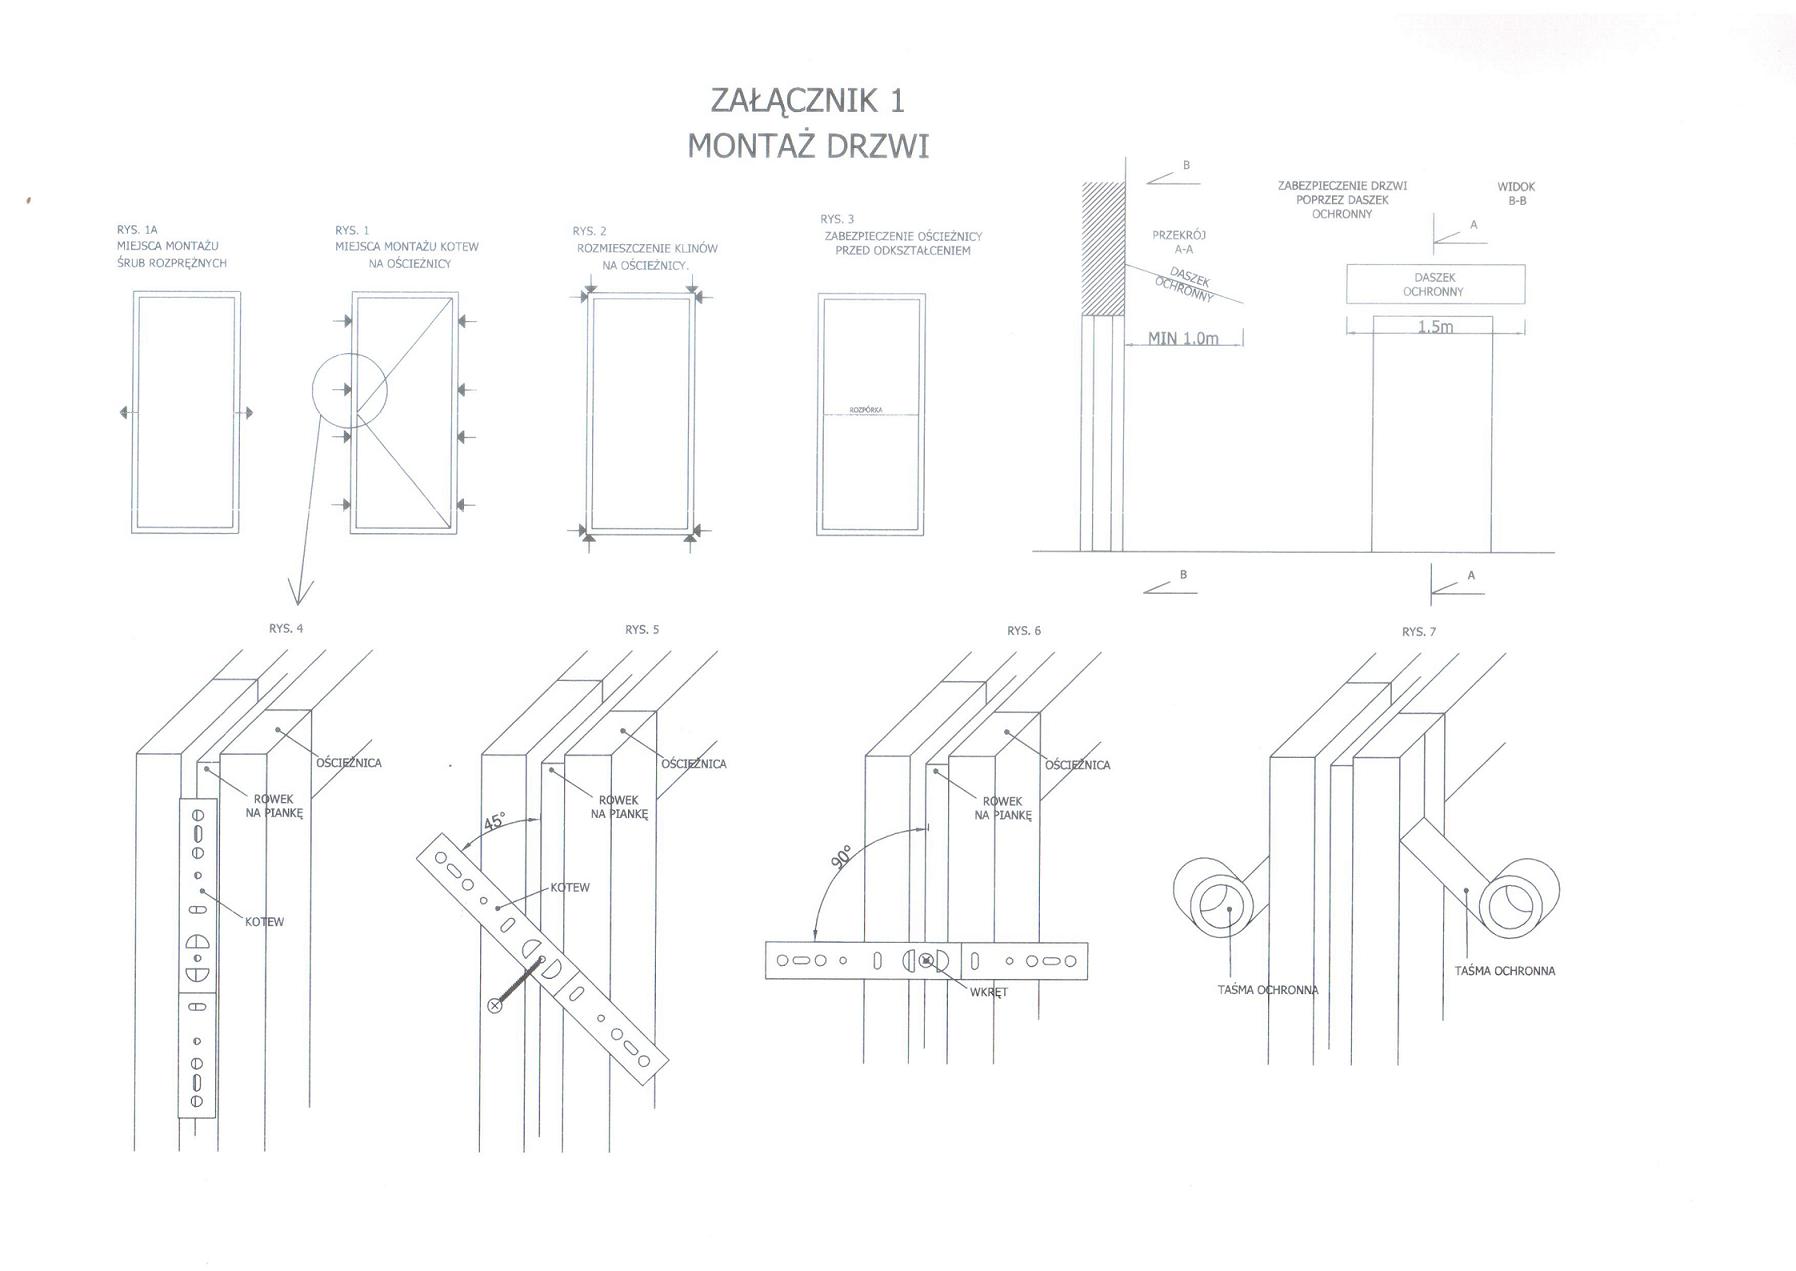 ZAŁĄCZNIK 1
MONTAŻ DRZWI
RYS. 1A
MIEJSCA MONTAŻU
ŚRUB ROZPRĘŻNYCH
RYS. 1
MIEJSCA MONTAŻU KOTEW
NA OŚCIEŻNICY
RYS. 2
ROZMIESZCZENIE KLINÓW
NA OŚCIEŻNICY.
RYS. 3
ZABEZPIECZENIE OŚCIEŻNICY
PRZED ODKSZTAŁCENIEM
ROZPÓRKA
B
PRZEKRÓJ
A-A
DASZEK
OCHRONNY
MIN 1.0m
B
ZABEZPIECZENIE DRZWI
POPRZEZ DASZEK
OCHRONNY
WIDOK
B-B
A
DASZEK
OCHRONNY
1.5m
A
RYS. 4
OŚCIEŻNICA
ROWEK
NA PIANKĘ
KOTEW
RYS. 5
OŚCIEŻNICA
ROWEK
NA PIANKĘ
45°
KOTEW
RYS. 6
OŚCIEŻNICA
ROWEK
NA PIANKĘ
90°
WKRĘT
RYS. 7
TAŚMA OCHRONNA
TAŚMA OCHRONNA